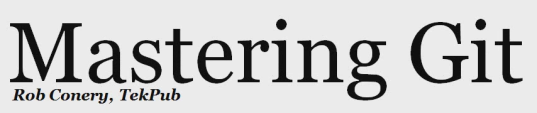 Mastering Git
Rob Conery, TekPub